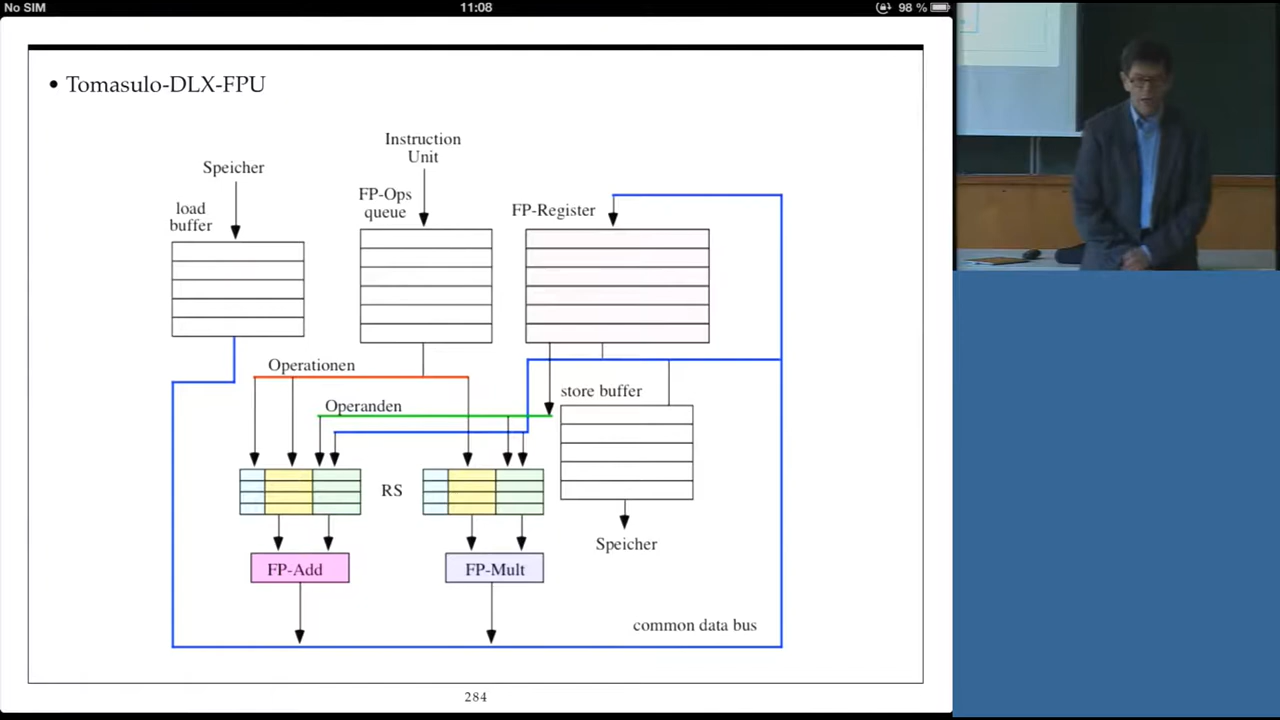 No SIM
11:08
98 %
• Tomasulo-DLX-FPU
Instruction
Unit
Speicher
FP-Ops
queue
load
buffer
FP-Register
Operationen
store buffer
Operanden
RS
Speicher
FP-Add
FP-Mult
common data bus
284